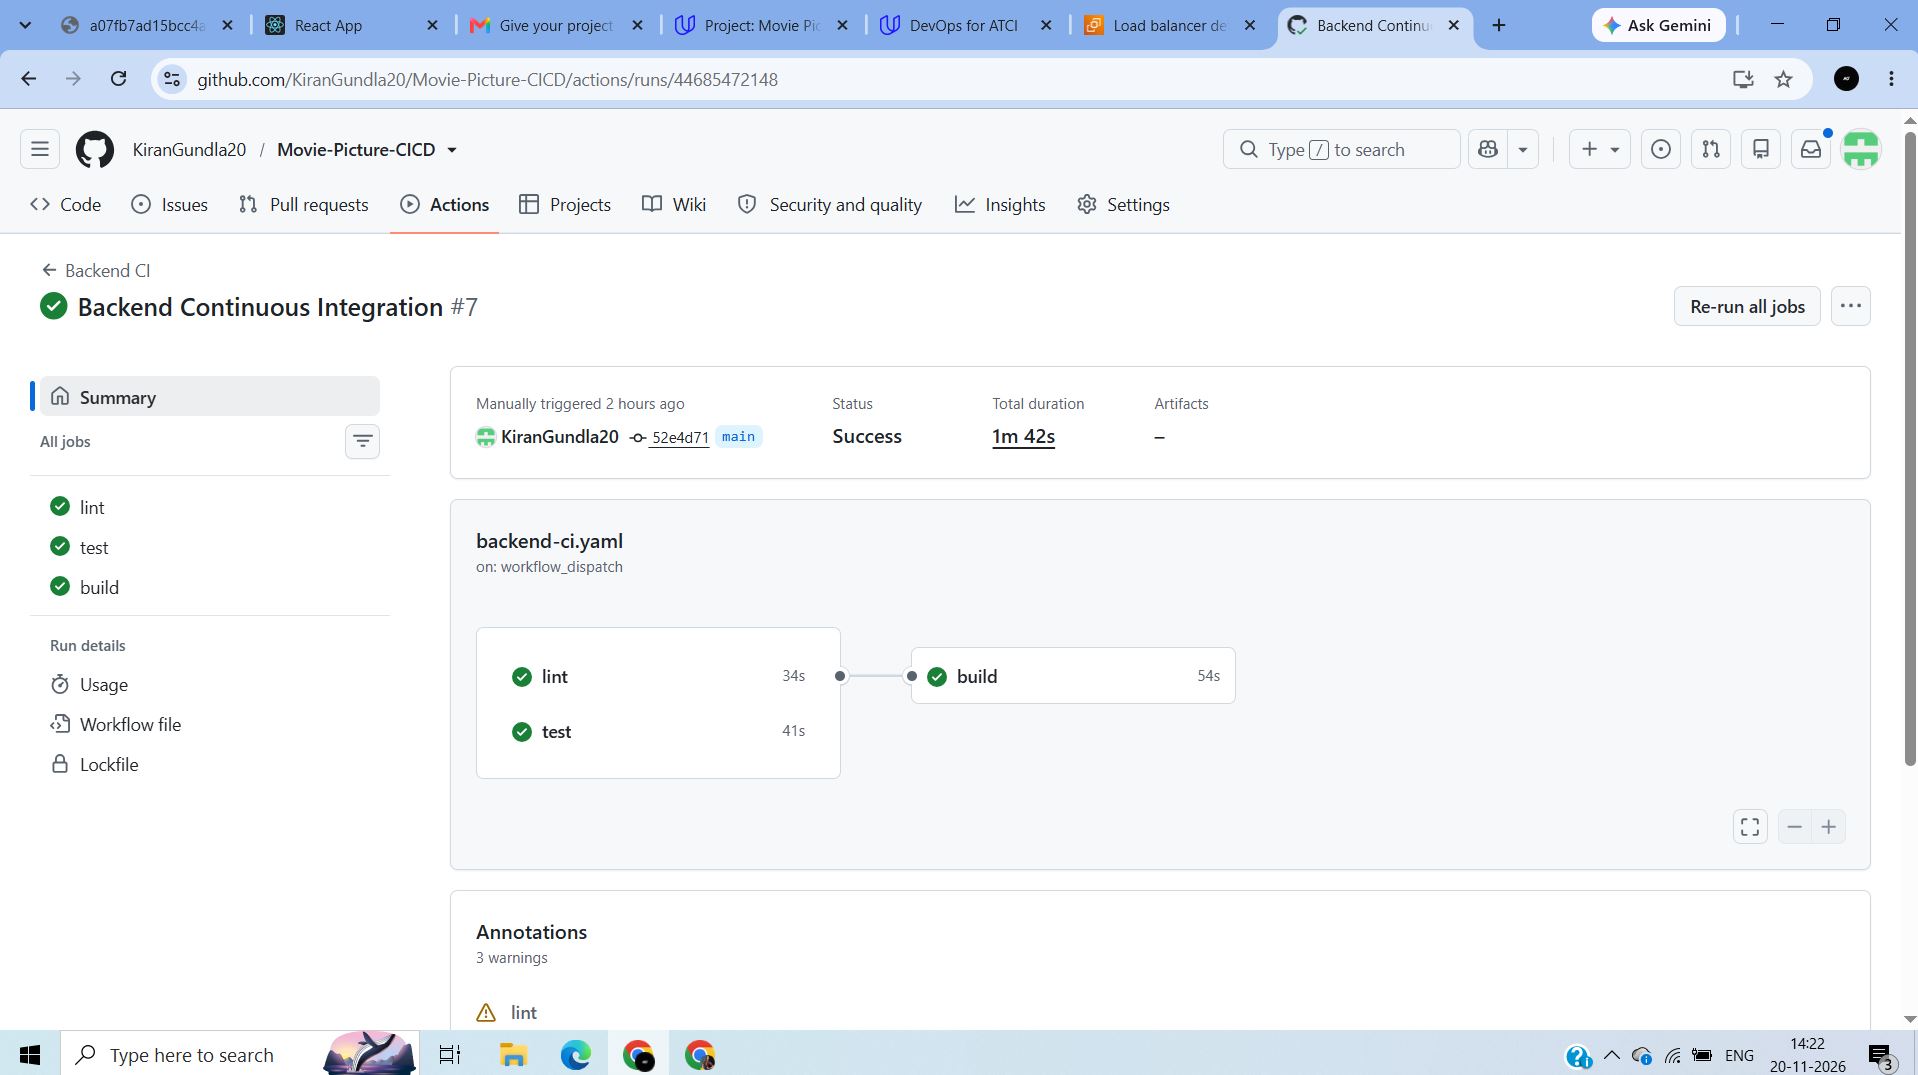 a07fb7ad15bcc4a
React App
Give your project
Project: Movie Pic
DevOps for ATCI
Load balancer de
Backend Continu
Ask Gemini
github.com/KiranGundla20/Movie-Picture-CICD/actions/runs/44685472148
KiranGundla20 / Movie-Picture-CICD
Type / to search
Code
Issues
Pull requests
Actions
Projects
Wiki
Security and quality
Insights
Settings
Backend CI
Backend Continuous Integration #7
Re-run all jobs
Summary
All jobs
lint
test
build
Run details
Usage
Workflow file
Lockfile
Manually triggered 2 hours ago
KiranGundla20 52e4d71 main
Status
Success
Total duration
1m 42s
Artifacts
–
backend-ci.yaml
on: workflow_dispatch
lint 34s
test 41s
build 54s
Annotations
3 warnings
lint
Type here to search
ENG
14:22
20-11-2026
3